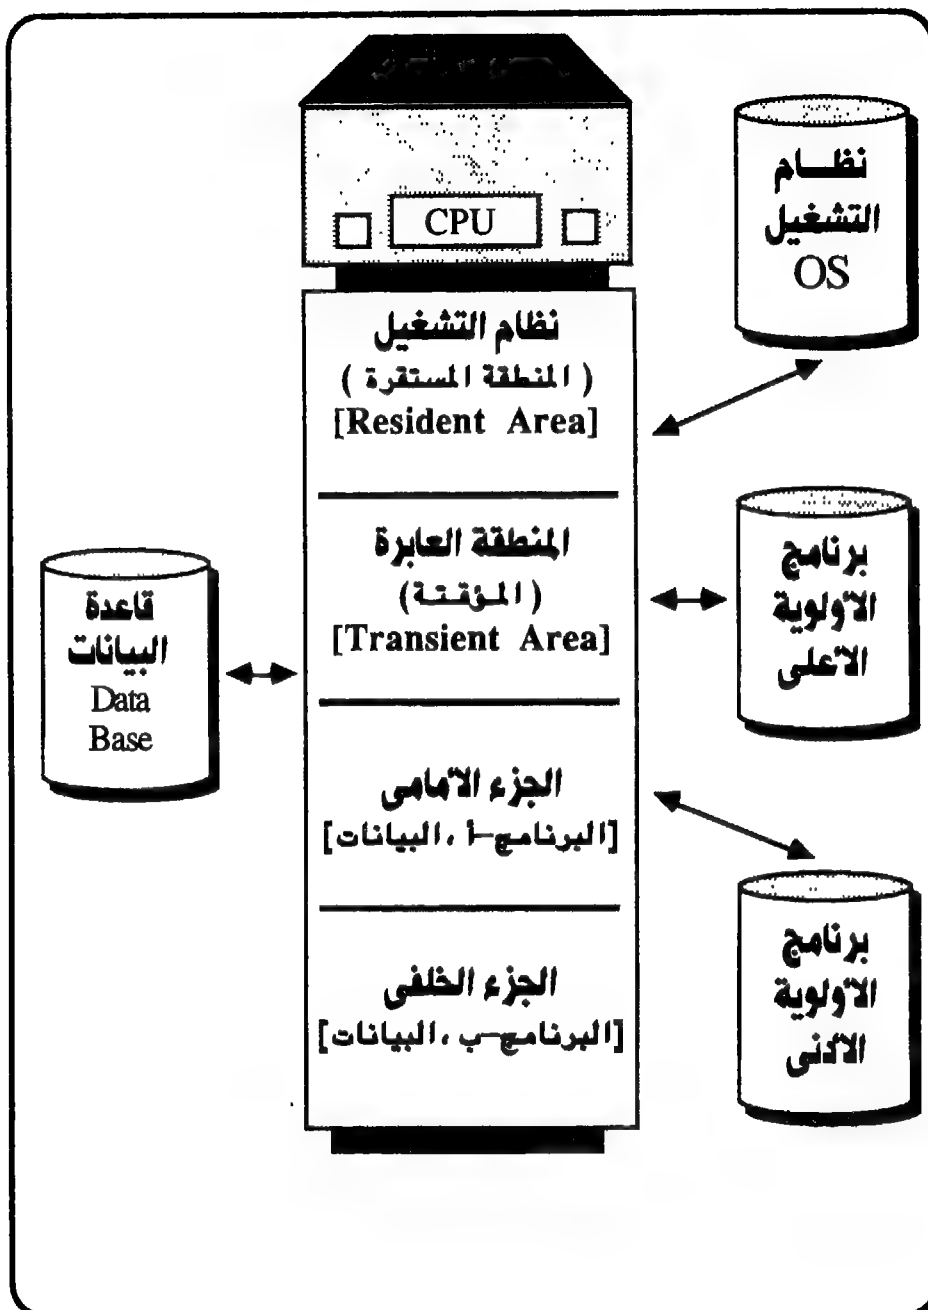 CPU
نظام التشغيل
( المنطقة المستقرة )
[Resident Area]
المنطقة العابرة
(المؤقتة)
[Transient Area]
الجزء الأمامى
[البرنامج-أ ، البيانات]
الجزء الخلفى
[البرنامج-ب ، البيانات]
نظام
التشغيل
OS
برنامج
الأولوية
الأعلى
برنامج
الأولوية
الأدنى
قاعدة
البيانات
Data
Base